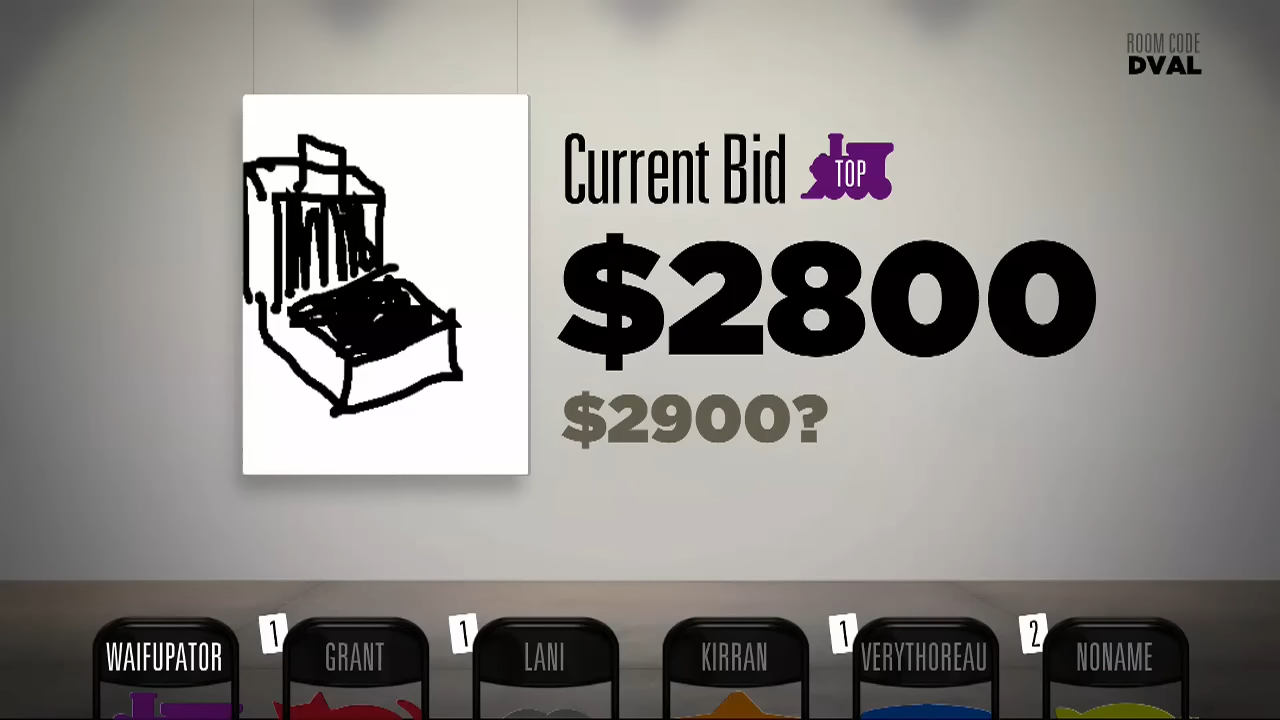 ROOM CODE
DVAL
Current Bid
TOP
$2800
$2900?
WAIFUPATOR
1
GRANT
1
LANI
KIRRAN
1
VERYTHOREAU
2
NONAME